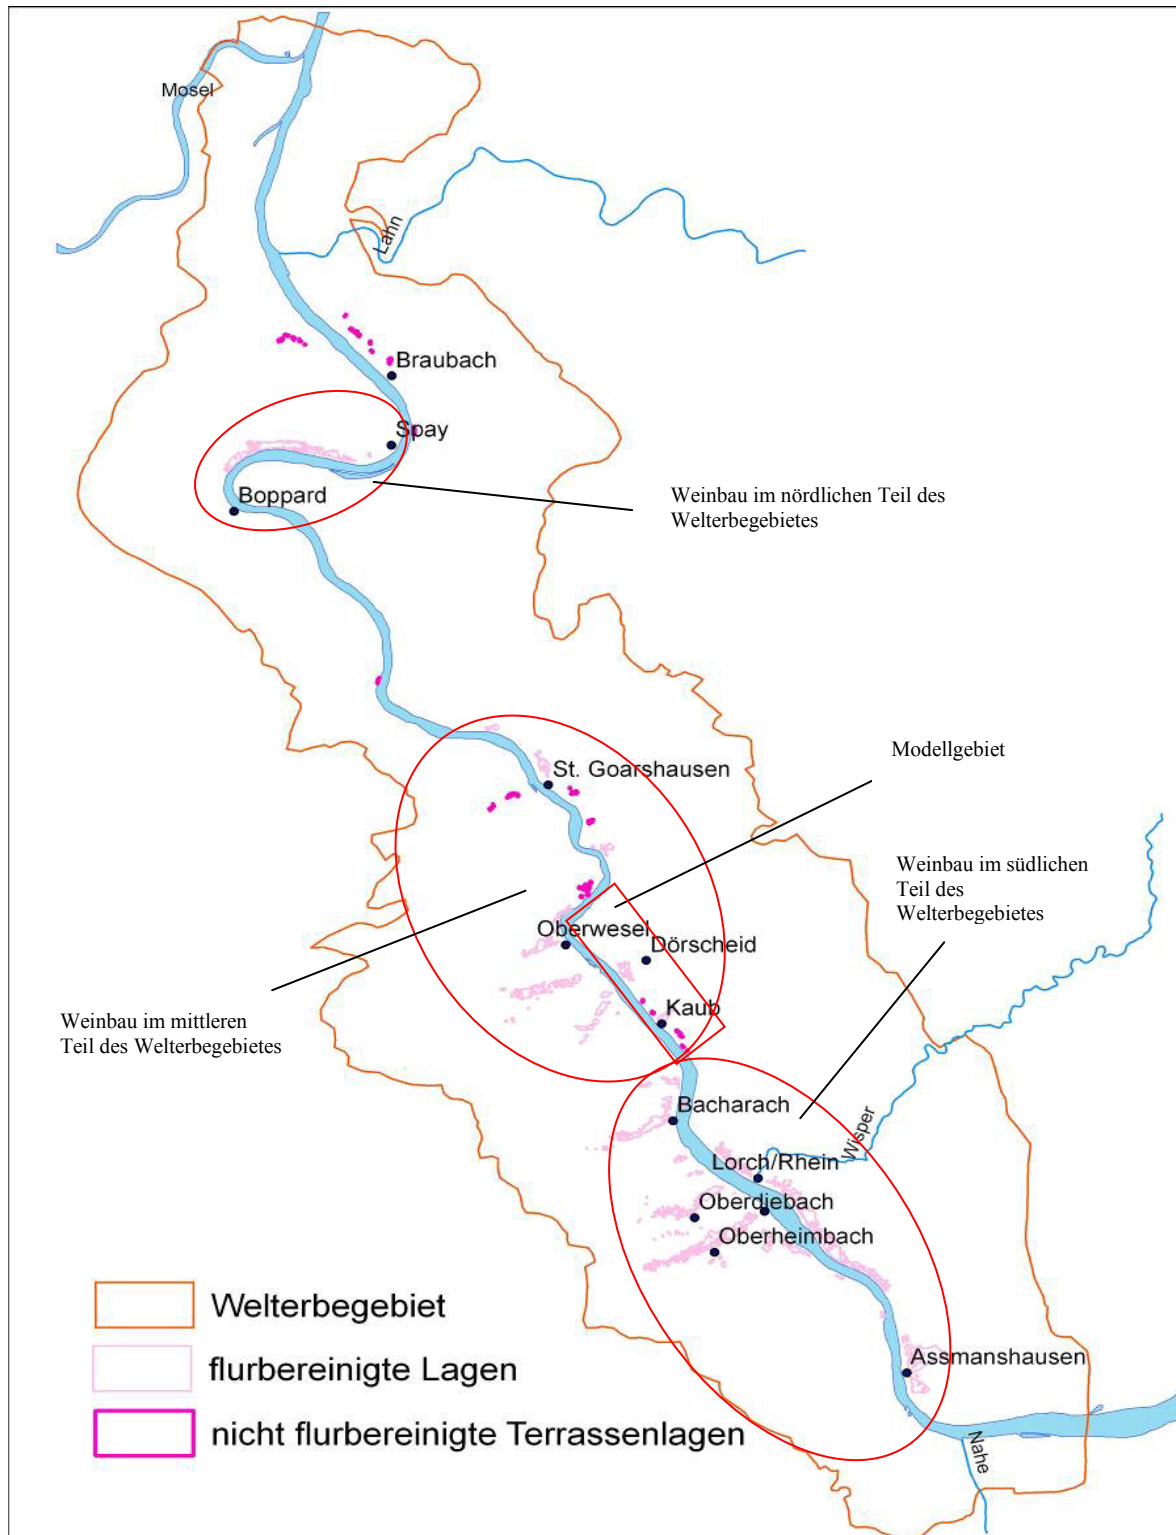 Mosel
Lahn
Braubach
Spay
Boppard
Weinbau im nördlichen Teil des
Welterbegebietes
Modellgebiet
St. Goarshausen
Weinbau im südlichen
Teil des
Welterbegebietes
Oberwesel
Dörscheid
Kaub
Weinbau im mittleren
Teil des Welterbegebietes
Bacharach
Wisper
Lorch/Rhein
Oberdiebach
Oberheimbach
Assmanshausen
Nahe
Welterbegebiet
flurbereinigte Lagen
nicht flurbereinigte Terrassenlagen